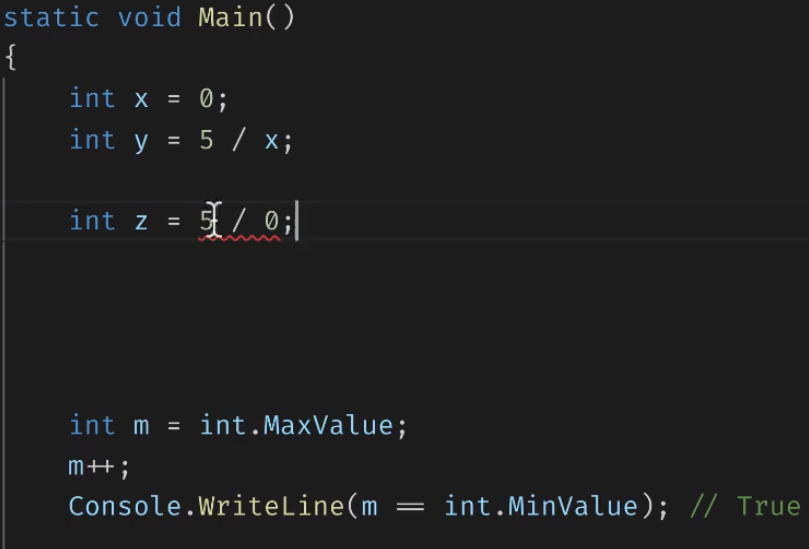 static void Main()
{
int x = 0;
int y = 5 / x;
int z = 5 / 0;
int m = int.MaxValue;
m++;
Console.WriteLine(m == int.MinValue); // True